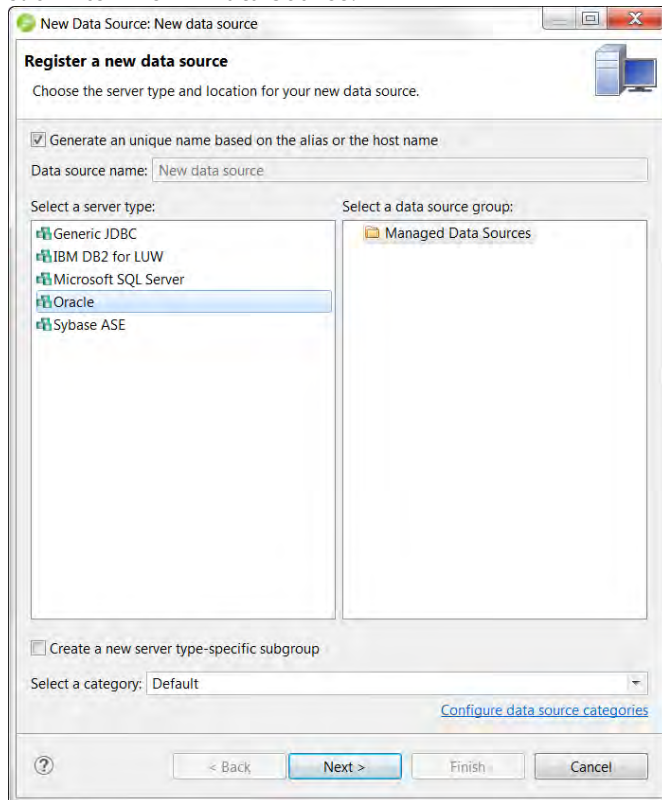 New Data Source: New data source
Register a new data source
Choose the server type and location for your new data source.
Generate an unique name based on the alias or the host name
Data source name: New data source
Select a server type:
Generic JDBC
IBM DB2 for LUW
Microsoft SQL Server
Oracle
Sybase ASE
Select a data source group:
Managed Data Sources
Create a new server type-specific subgroup
Select a category: Default
Configure data source categories
< Back Next > Finish Cancel